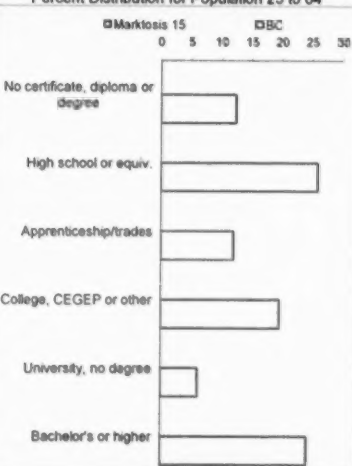 Percent Distribution for Population 25 to 64
Marktosis 15 BC
0 5 10 15 20 25 30
No certificate, diploma or
degree
High school or equiv.
Apprenticeship/trades
College, CEGEP or other
University, no degree
Bachelor's or higher